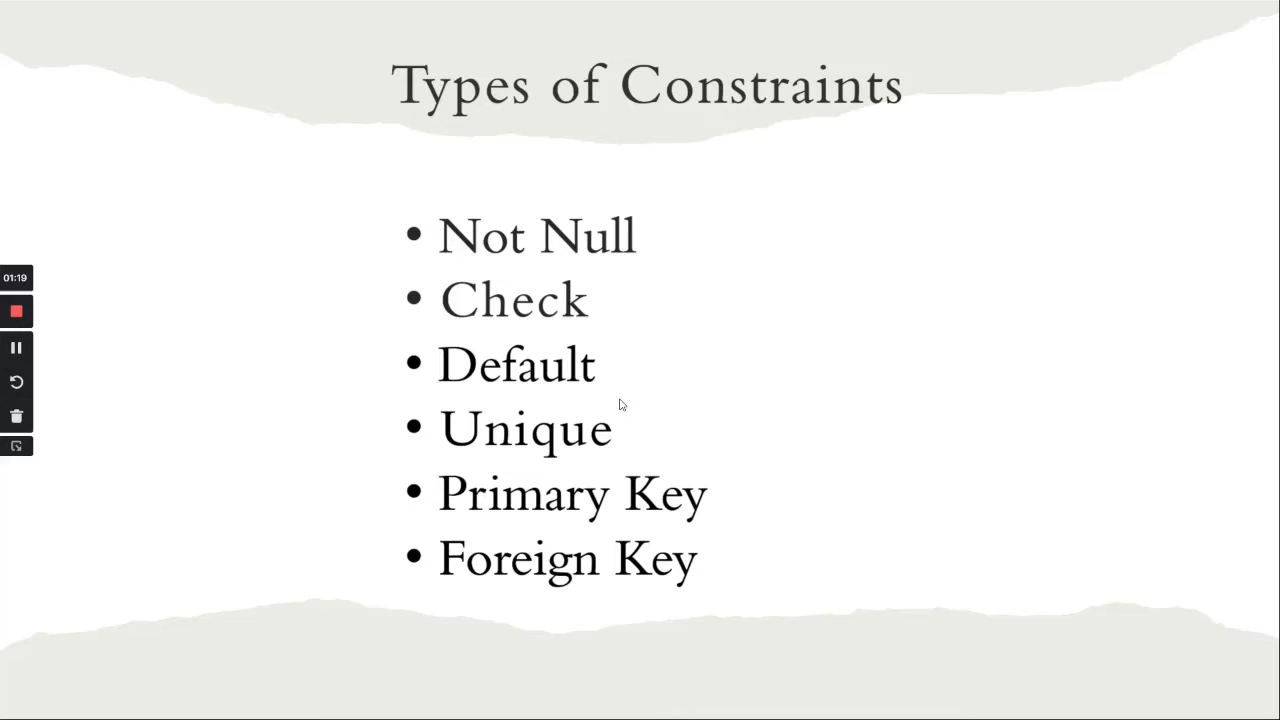 Types of Constraints
• Not Null
• Check
01:19
• Default
• Unique
• Primary Key
• Foreign Key